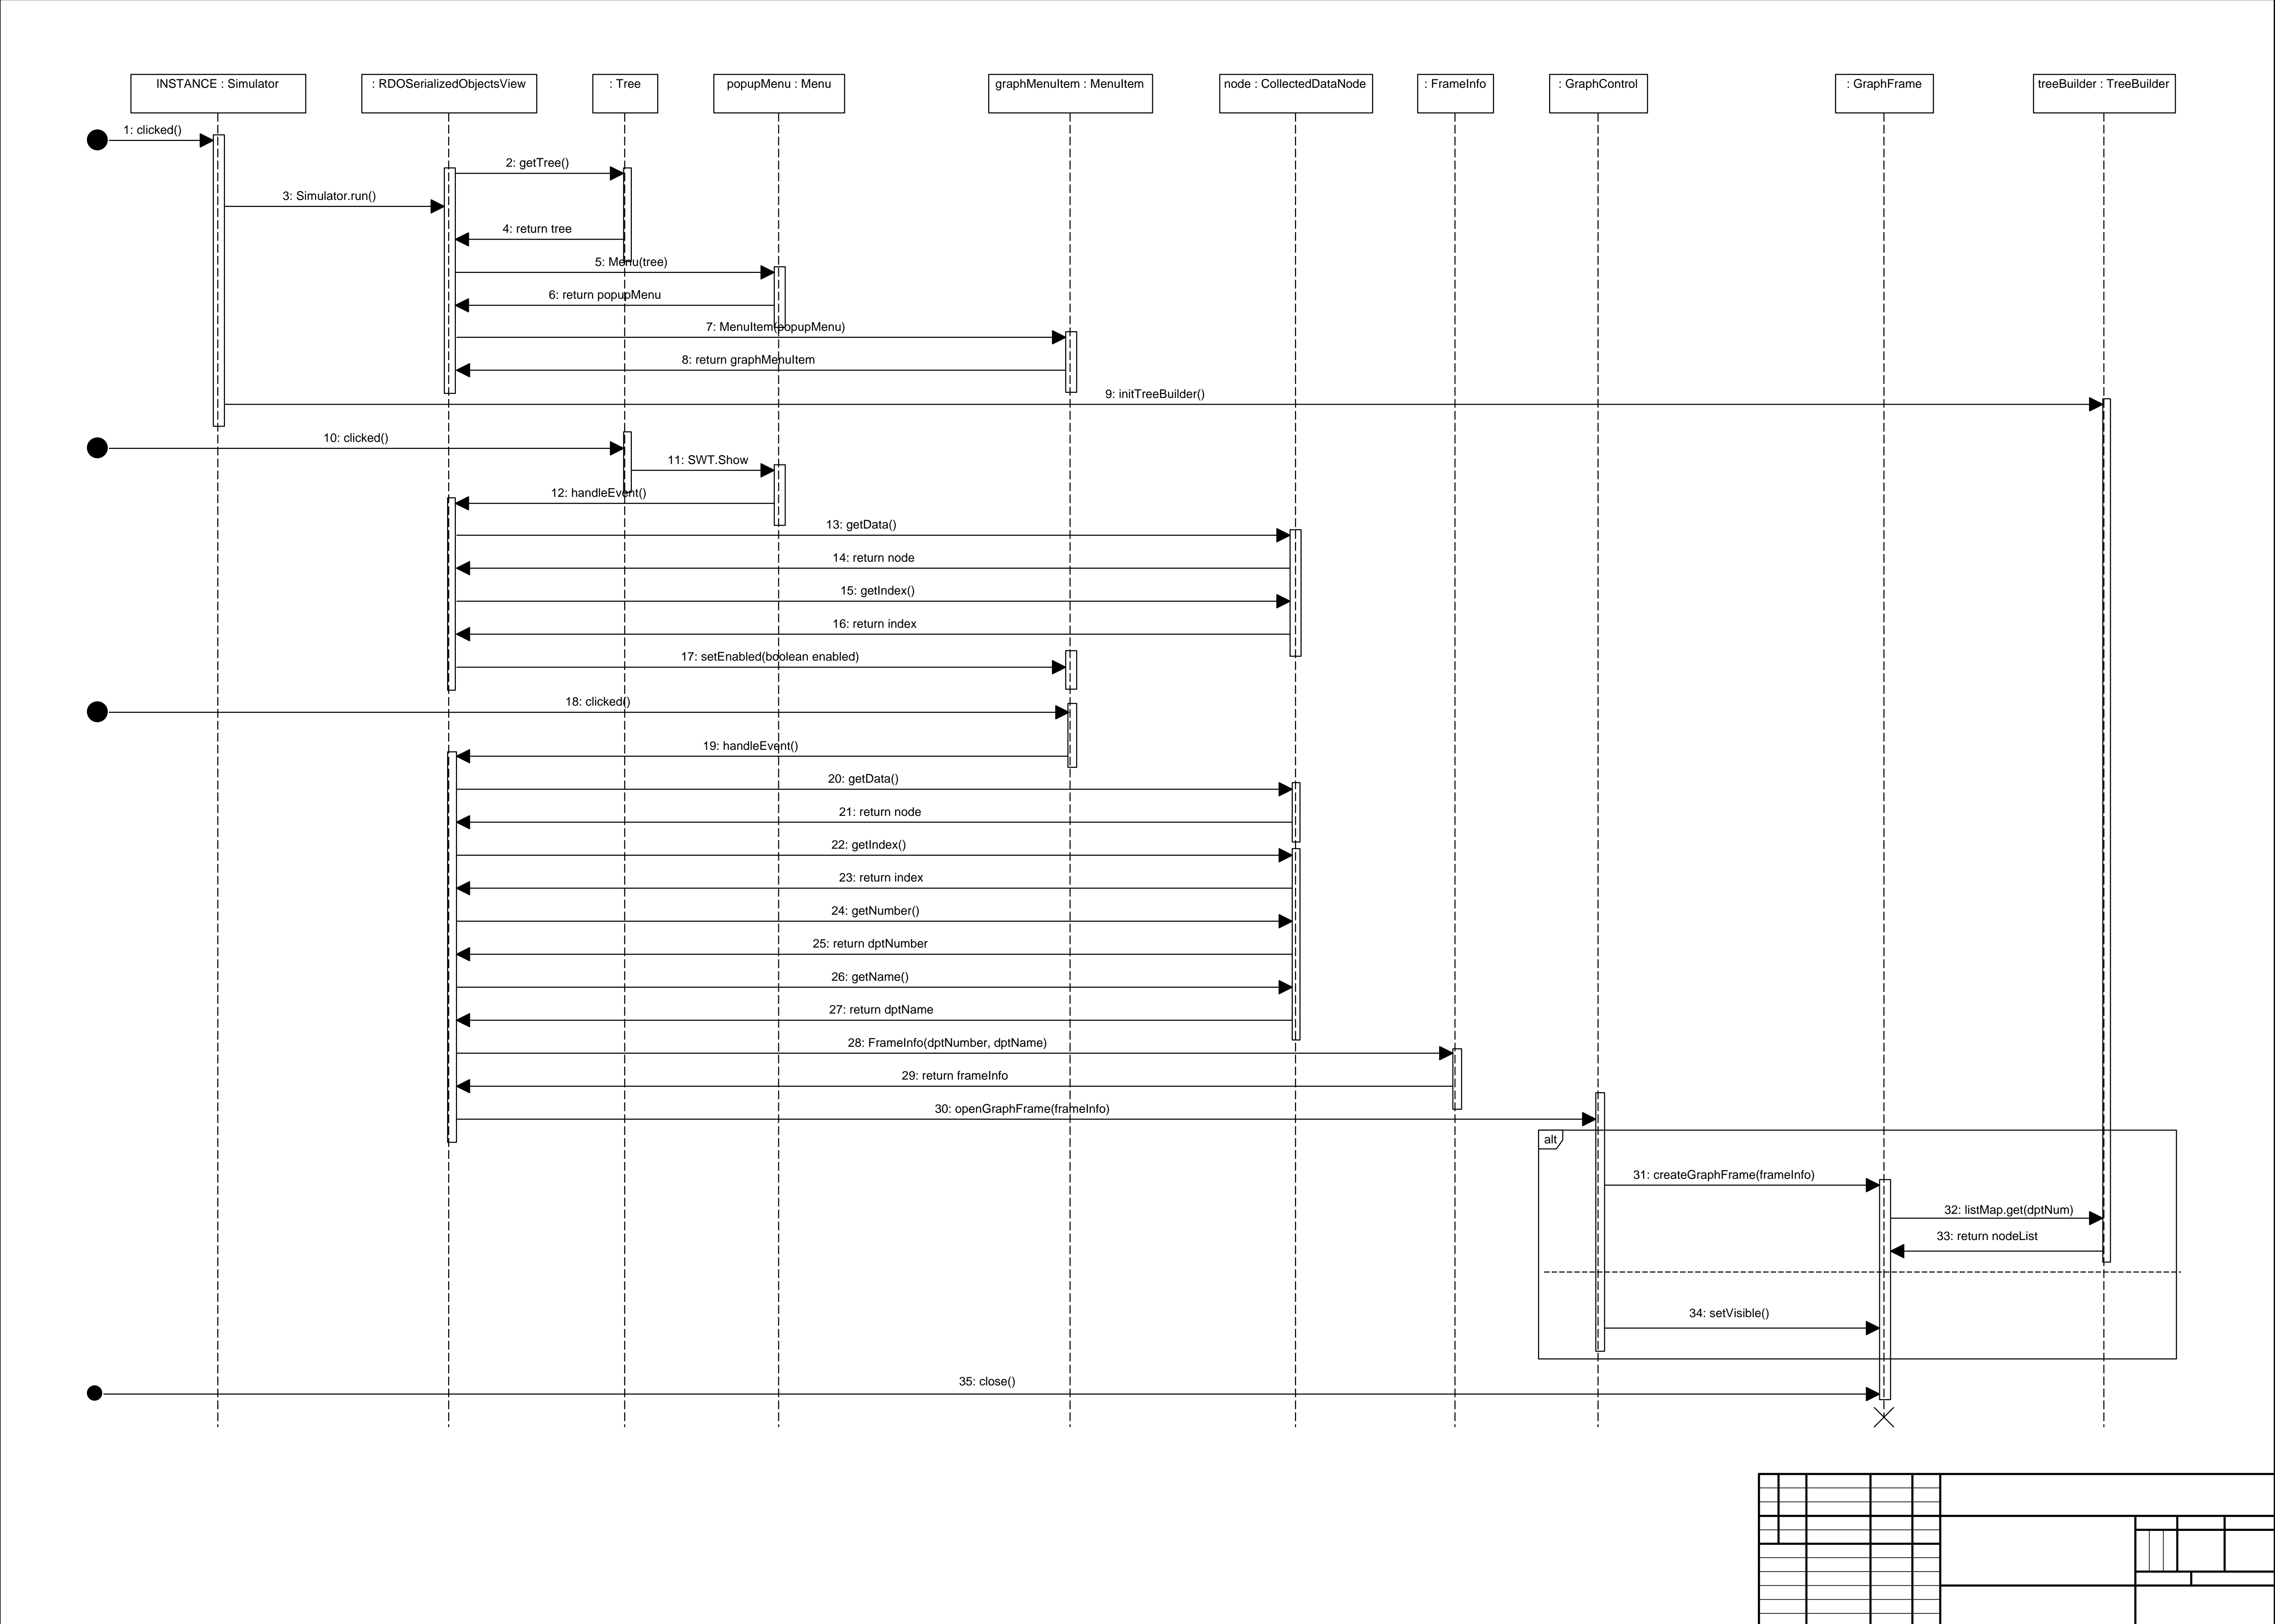 INSTANCE : Simulator
: RDOSerializedObjectsView
: Tree
popupMenu : Menu
graphMenuItem : MenuItem
node : CollectedDataNode
: FrameInfo
: GraphControl
: GraphFrame
treeBuilder : TreeBuilder
1: clicked()
2: getTree()
3: Simulator.run()
4: return tree
5: Menu(tree)
6: return popupMenu
7: MenuItem(popupMenu)
8: return graphMenuItem
9: initTreeBuilder()
10: clicked()
11: SWT.Show
12: handleEvent()
13: getData()
14: return node
15: getIndex()
16: return index
17: setEnabled(boolean enabled)
18: clicked()
19: handleEvent()
20: getData()
21: return node
22: getIndex()
23: return index
24: getNumber()
25: return dptNumber
26: getName()
27: return dptName
28: FrameInfo(dptNumber, dptName)
29: return frameInfo
30: openGraphFrame(frameInfo)
alt
31: createGraphFrame(frameInfo)
32: listMap.get(dptNum)
33: return nodeList
34: setVisible()
35: close()